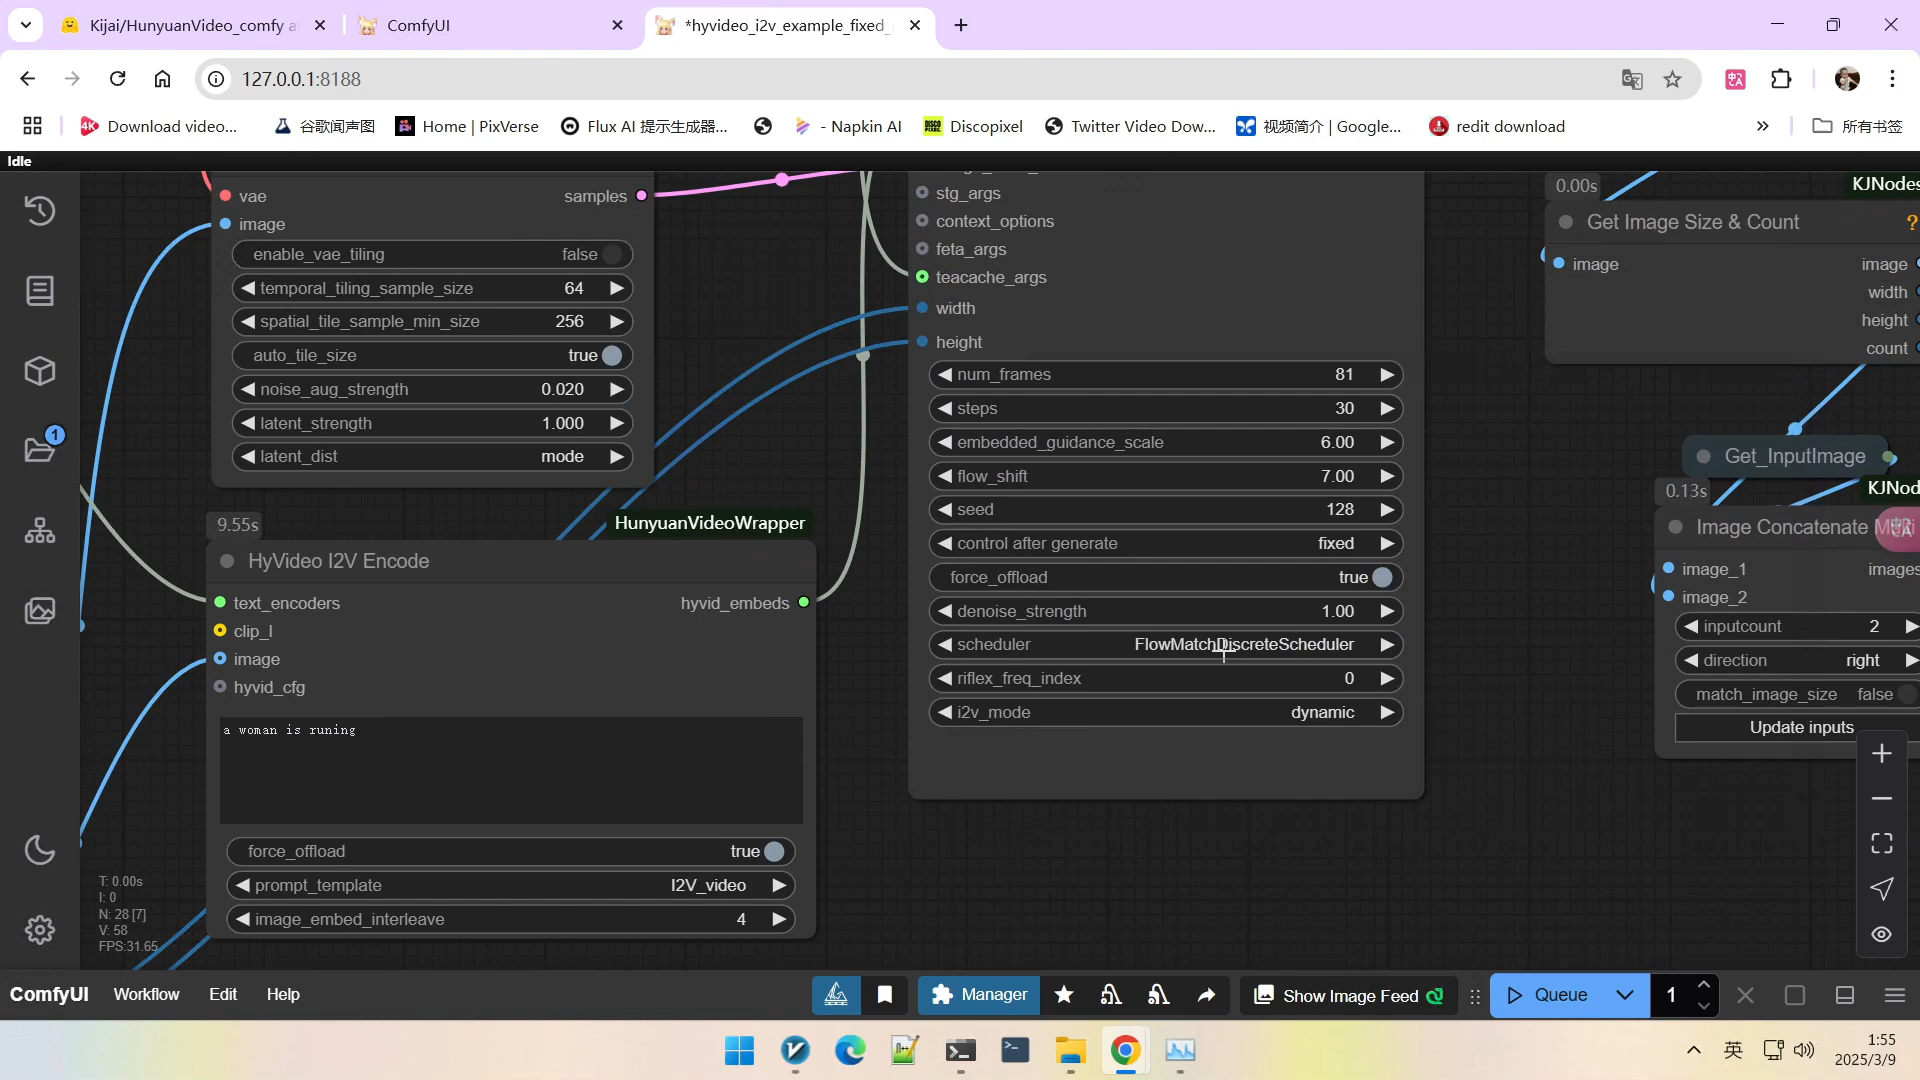 Kijai/HunyuanVideo_comfy a
ComfyUI
*hyvideo_i2v_example_fixed_
127.0.0.1:8188
Download video...
谷歌闻声图
Home | PixVerse
Flux AI 提示生成器...
- Napkin AI
Discopixel
Twitter Video Dow...
视频简介 | Google...
redit download
所有书签
Idle
vae
samples
image
enable_vae_tiling false
temporal_tiling_sample_size 64
spatial_tile_sample_min_size 256
auto_tile_size true
noise_aug_strength 0.020
latent_strength 1.000
latent_dist mode
9.55s
HunyuanVideoWrapper
HyVideo I2V Encode
text_encoders
hyvid_embeds
clip_l
image
hyvid_cfg
a woman is runing
force_offload true
prompt_template I2V_video
image_embed_interleave 4
T: 0.00s
I: 0
N: 28 [7]
V: 58
FPS:31.65
stg_args
context_options
feta_args
teacache_args
width
height
num_frames 81
steps 30
embedded_guidance_scale 6.00
flow_shift 7.00
seed 128
control after generate fixed
force_offload true
denoise_strength 1.00
scheduler FlowMatchDiscreteScheduler
riflex_freq_index 0
i2v_mode dynamic
0.00s
KJNodes
Get Image Size & Count
?
image
image
width
height
count
Get_InputImage
0.13s
KJNod
Image Concatenate
image_1
images
image_2
inputcount 2
direction right
match_image_size false
Update inputs
1
ComfyUI
Workflow
Edit
Help
Manager
Show Image Feed
Queue
1
英
1:55
2025/3/9